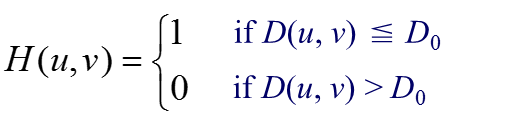 H(u,v) = { 1 if D(u, v) ≦ D₀
0 if D(u, v) > D₀